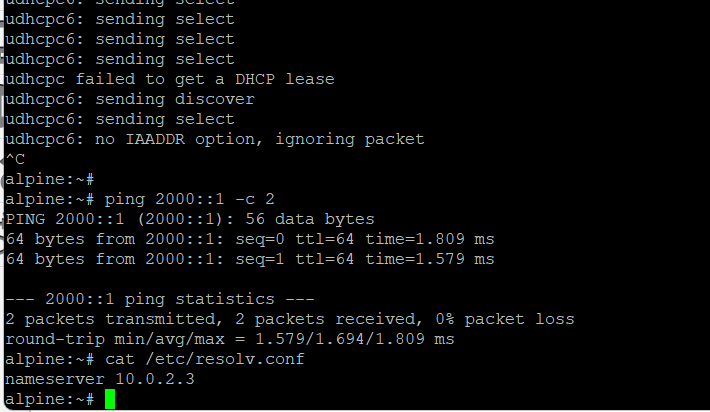 udhcpc6: sending select
udhcpc6: sending select
udhcpc6: sending select
udhcpc6: sending select
udhcpc failed to get a DHCP lease
udhcpc6: sending discover
udhcpc6: sending select
udhcpc6: no IAADDR option, ignoring packet
^C
alpine:~#
alpine:~# ping 2000::1 -c 2
PING 2000::1 (2000::1): 56 data bytes
64 bytes from 2000::1: seq=0 ttl=64 time=1.809 ms
64 bytes from 2000::1: seq=1 ttl=64 time=1.579 ms

--- 2000::1 ping statistics ---
2 packets transmitted, 2 packets received, 0% packet loss
round-trip min/avg/max = 1.579/1.694/1.809 ms
alpine:~# cat /etc/resolv.conf
nameserver 10.0.2.3
alpine:~#